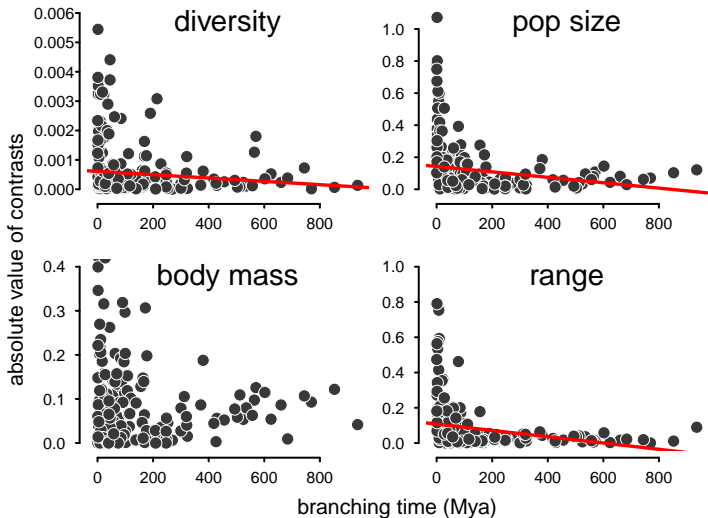 diversity
pop size
0.006
0.005
0.004
0.003
0.002
0.001
0.000
0 200 400 600 800
1.0
0.8
0.6
0.4
0.2
0.0
0 200 400 600 800
body mass
range
0.4
0.3
0.2
0.1
0.0
0 200 400 600 800
1.0
0.8
0.6
0.4
0.2
0.0
0 200 400 600 800
absolute value of contrasts
branching time (Mya)